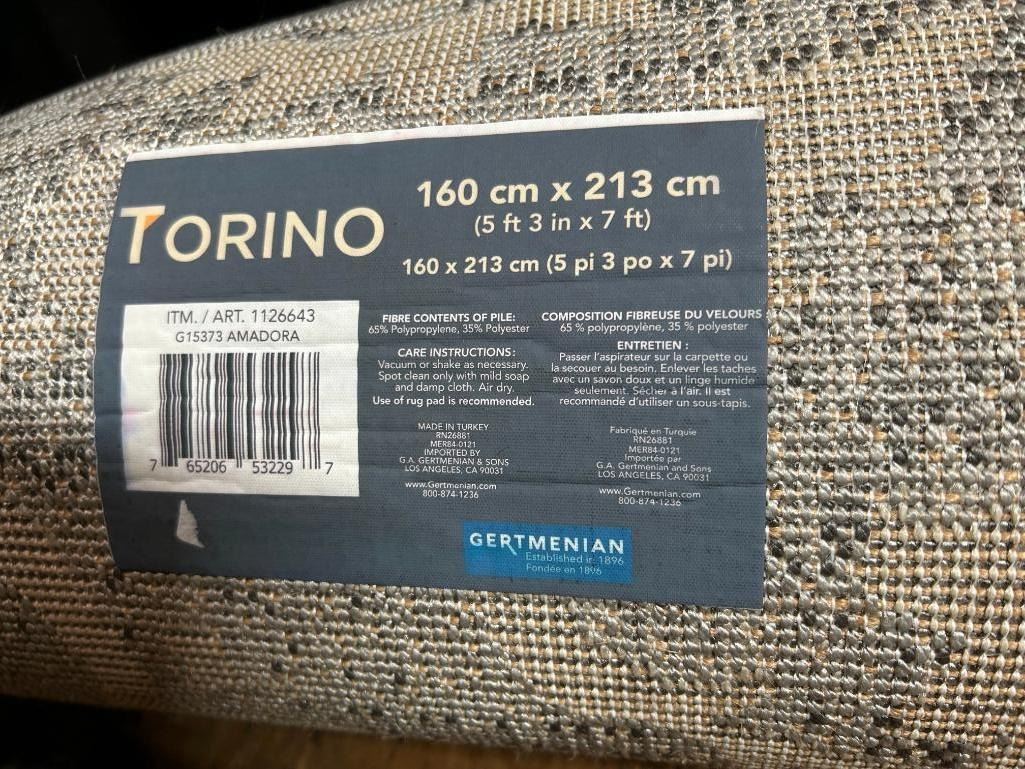 TORINO
160 cm x 213 cm
(5 ft 3 in x 7 ft)
160 x 213 cm (5 pi 3 po x 7 pi)
ITM. / ART. 1126643
G15373 AMADORA
7 65206 53229 7
FIBRE CONTENTS OF PILE:
65% Polypropylene, 35% Polyester
CARE INSTRUCTIONS:
Vacuum or shake as necessary.
Spot clean only with mild soap
and damp cloth. Air dry.
Use of rug pad is recommended.
MADE IN TURKEY
RN26881
MER84-0121
IMPORTED BY
G.A. GERTMENIAN & SONS
LOS ANGELES, CA 90031
www.Gertmenian.com
800-874-1236
COMPOSITION FIBREUSE DU VELOURS
65 % polypropylène, 35 % polyester
ENTRETIEN :
Passer l'aspirateur sur la carpette ou
la secouer au besoin. Enlever les taches
avec un savon doux et un linge humide
seulement. Sécher à l'air. Il est
recommandé d'utiliser un sous-tapis.
Fabriqué en Turquie
RN26881
MER84-0121
Importée par
G.A. Gertmenian and Sons
LOS ANGELES, CA 90031
www.Gertmenian.com
800-874-1236
GERTMENIAN
Established in 1896
Fondée en 1896